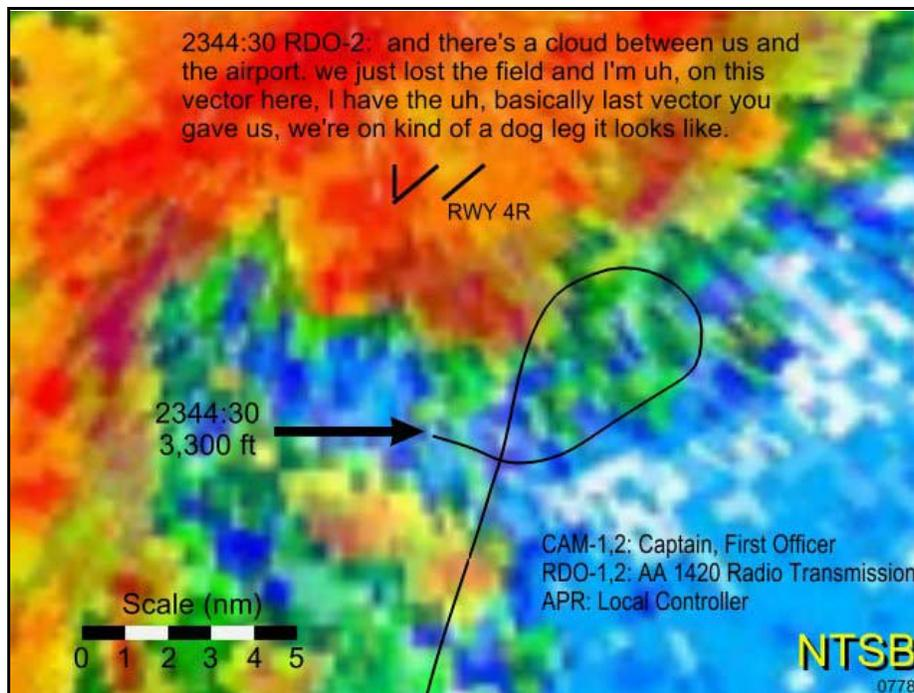 2344:30 RDO-2:  and there's a cloud between us and
the airport. we just lost the field and I'm uh, on this
vector here, I have the uh, basically last vector you
gave us, we're on kind of a dog leg it looks like.
RWY 4R
2344:30
3,300 ft
CAM-1,2: Captain, First Officer
RDO-1,2: AA 1420 Radio Transmission
APR: Local Controller
Scale (nm)
0 1 2 3 4 5
NTSB
0778